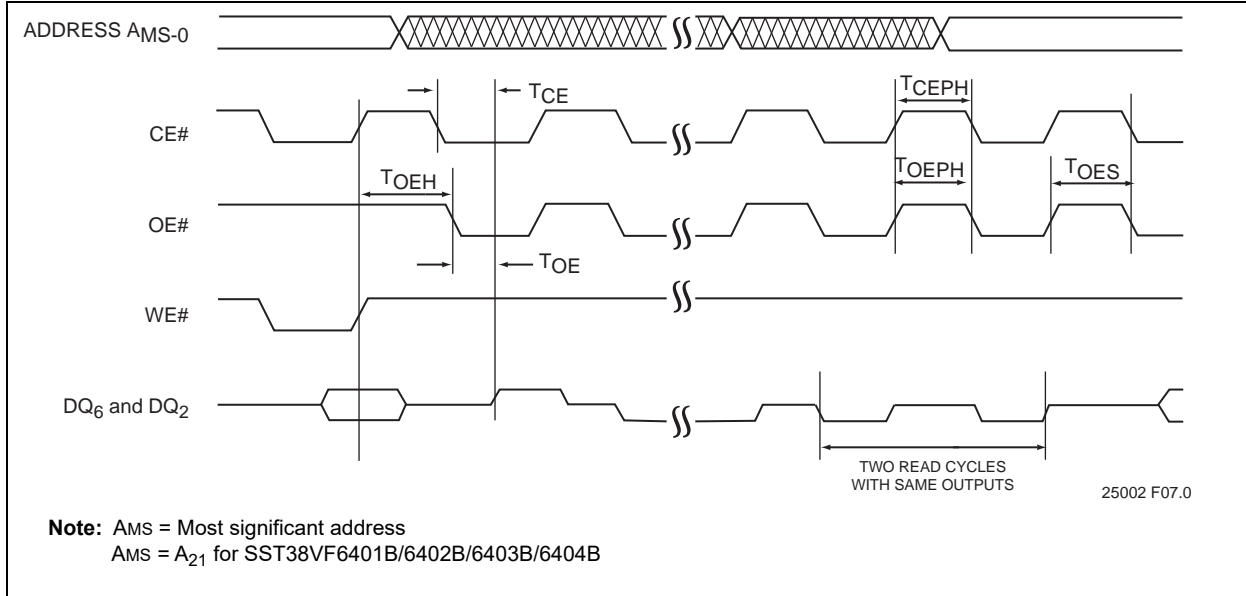 ADDRESS AMS-0
TCE
TCEPH
CE#
TOEH
TOEPH
TOES
OE#
TOE
WE#
DQ6 and DQ2
TWO READ CYCLES
WITH SAME OUTPUTS
25002 F07.0
Note: AMS = Most significant address
AMS = A21 for SST38VF6401B/6402B/6403B/6404B